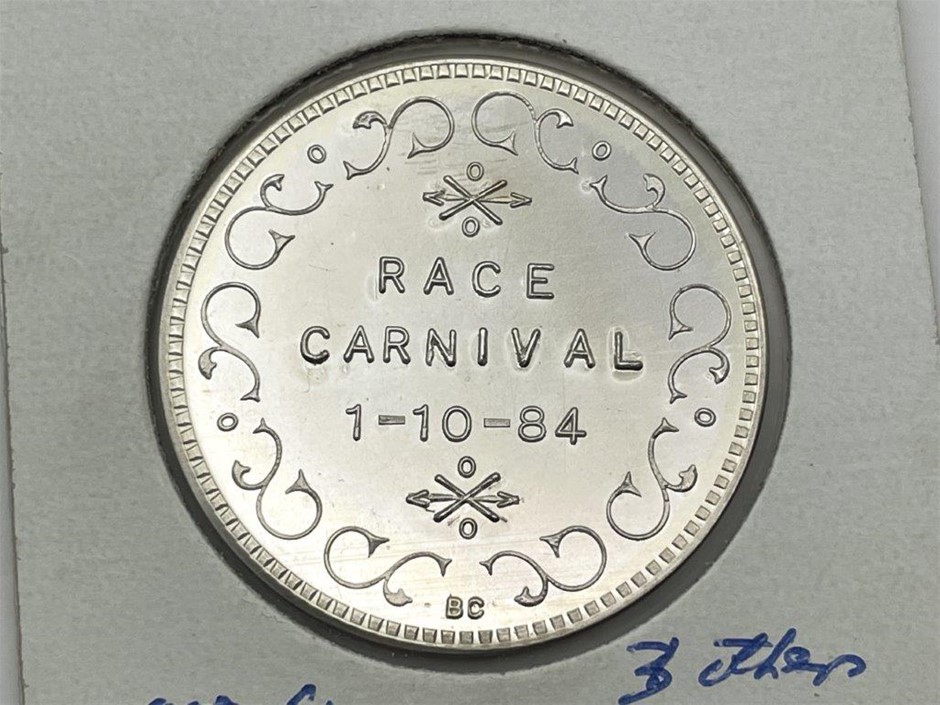 RACE
CARNIVAL
1-10-84
BC
3 others